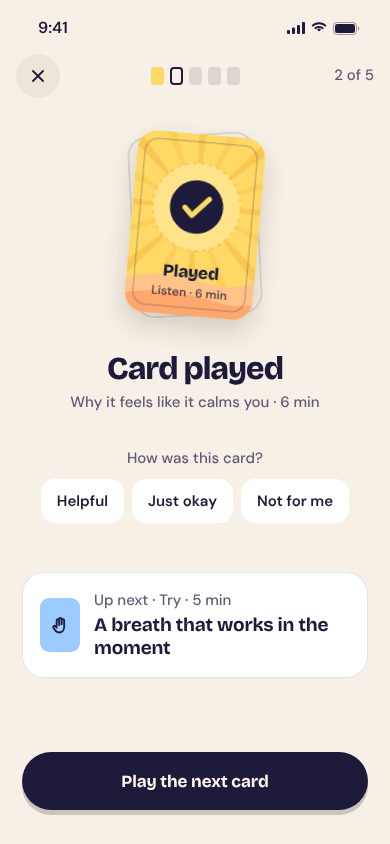 9:41
2 of 5
Played
Listen · 6 min
Card played
Why it feels like it calms you · 6 min
How was this card?
Helpful
Just okay
Not for me
Up next · Try · 5 min
A breath that works in the
moment
Play the next card